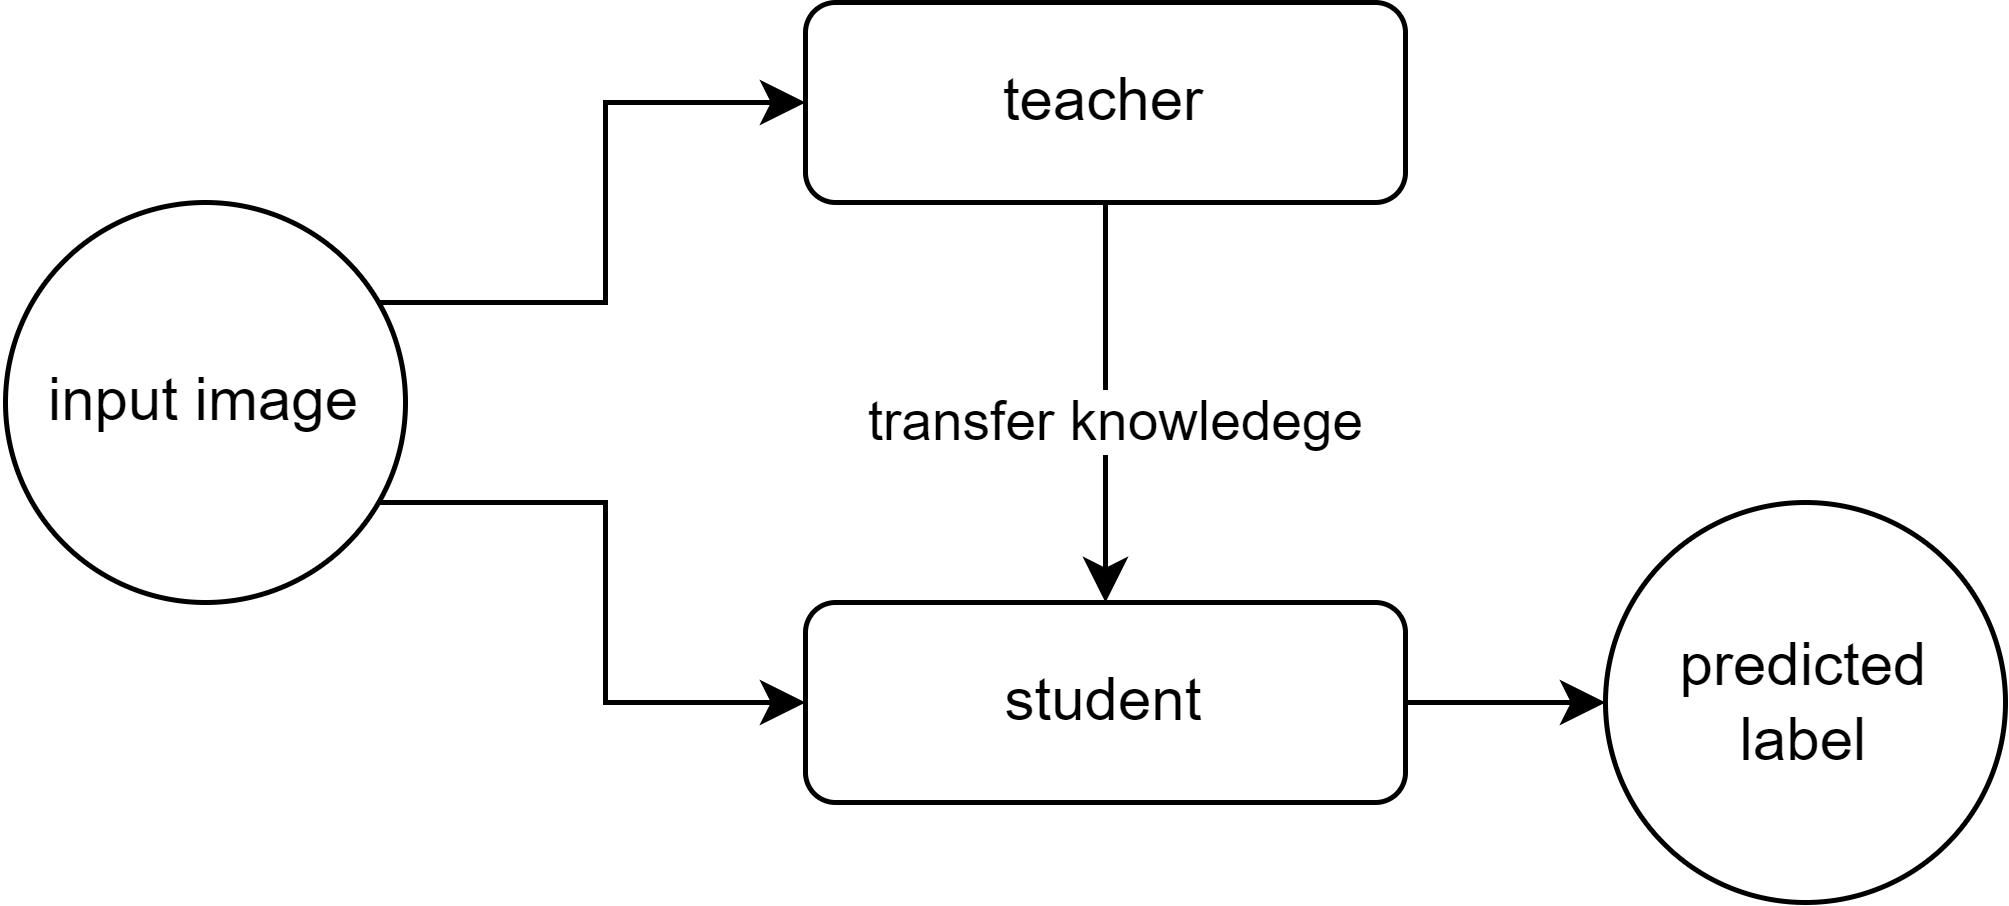 teacher
input image
transfer knowledege
student
predicted
label